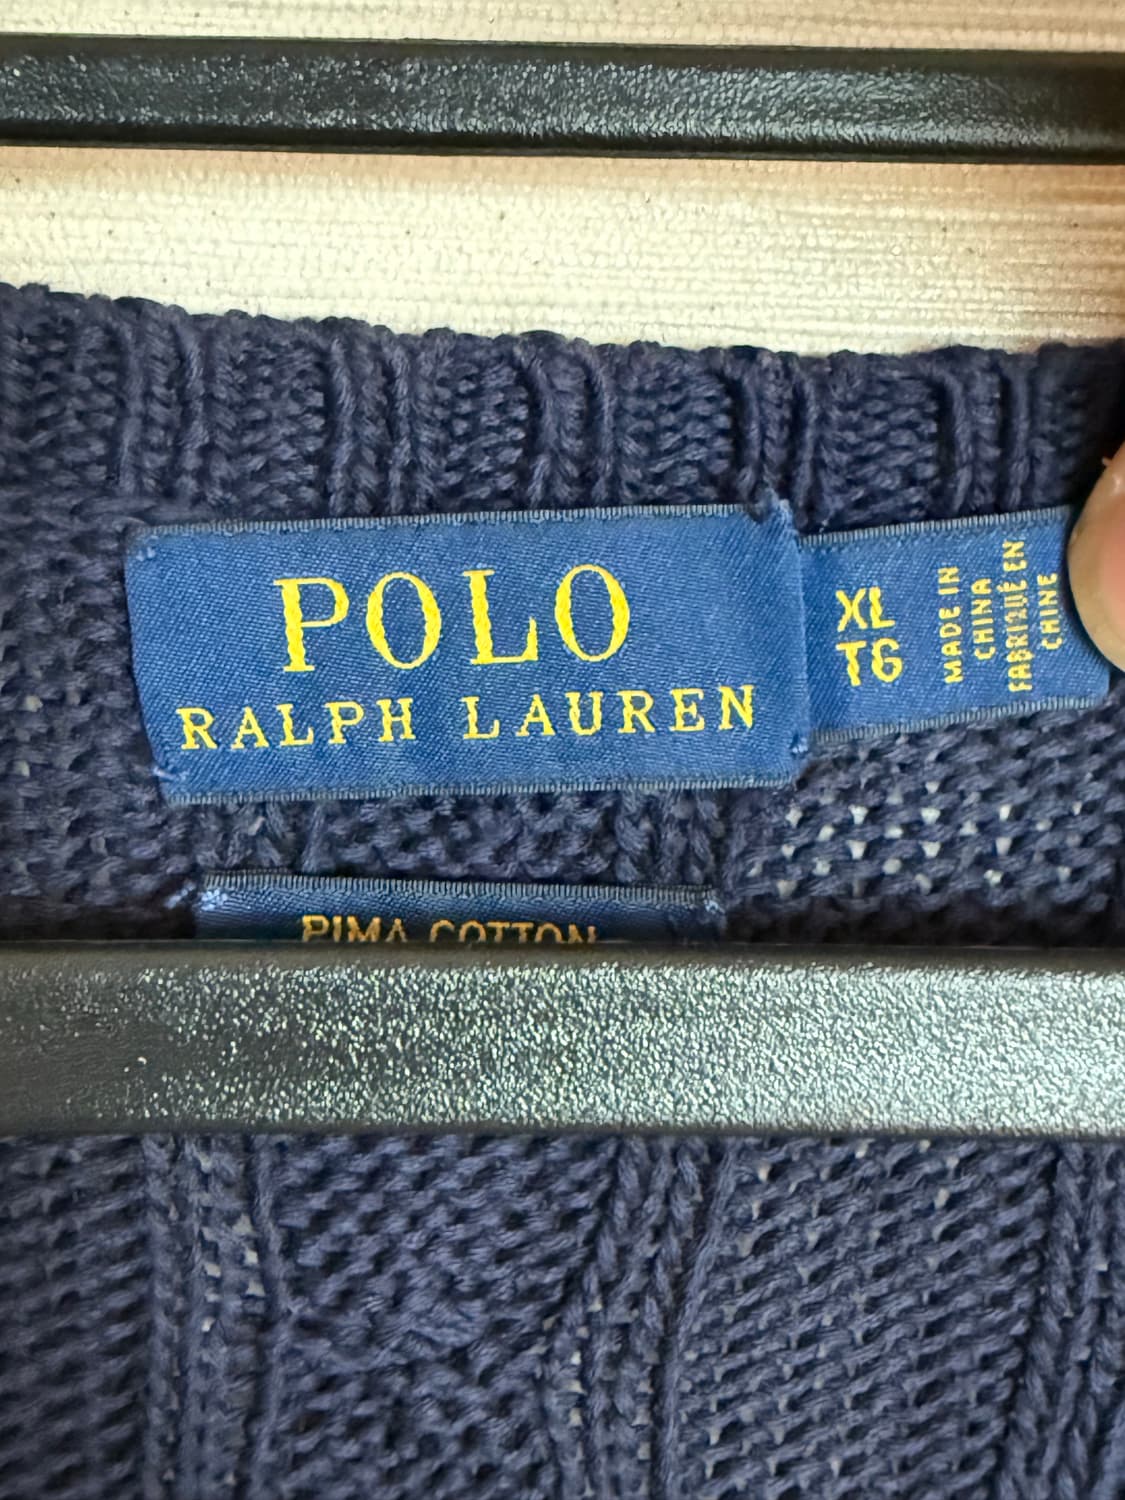 POLO
RALPH LAUREN
XL
TG
MADE IN
CHINA
FABRIQUÉ EN
CHINE
PIMA COTTON